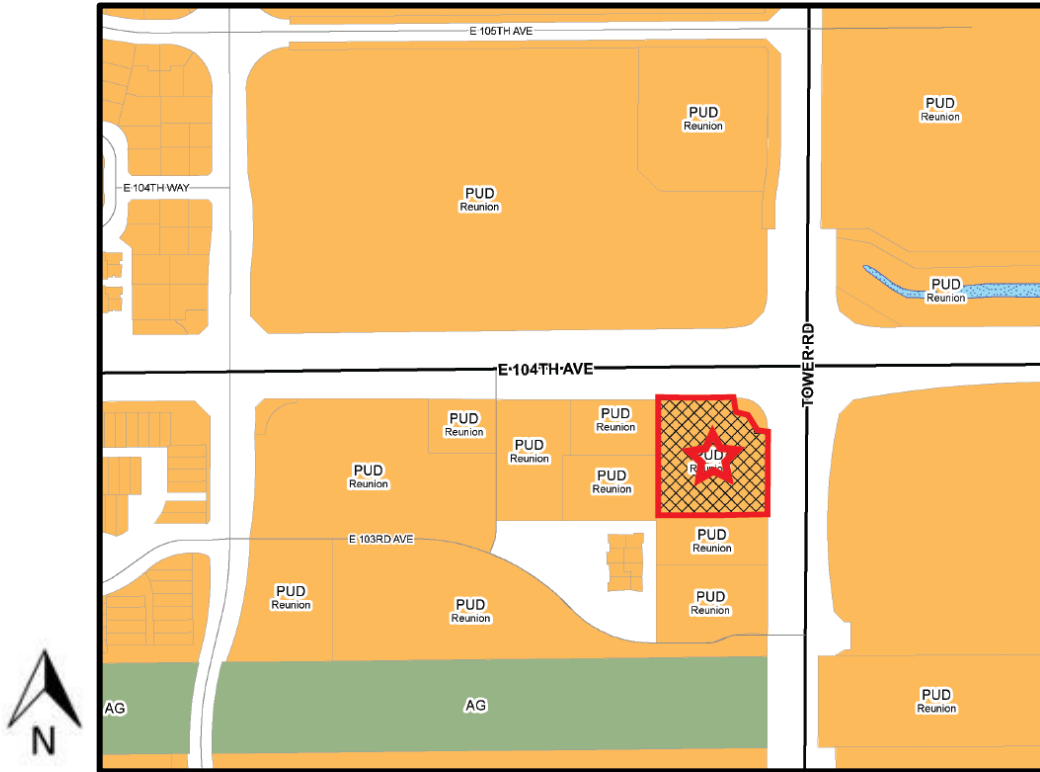 E 105TH AVE
PUD
Reunion
PUD
Reunion
E 104TH WAY
PUD
Reunion
PUD
Reunion
TOWER RD
E 104TH AVE
PUD
Reunion
PUD
Reunion
PUD
Reunion
PUD
Reunion
PUD
Reunion
PUD
Reunion
E 103RD AVE
PUD
Reunion
PUD
Reunion
PUD
Reunion
PUD
Reunion
PUD
Reunion
AG
AG
N